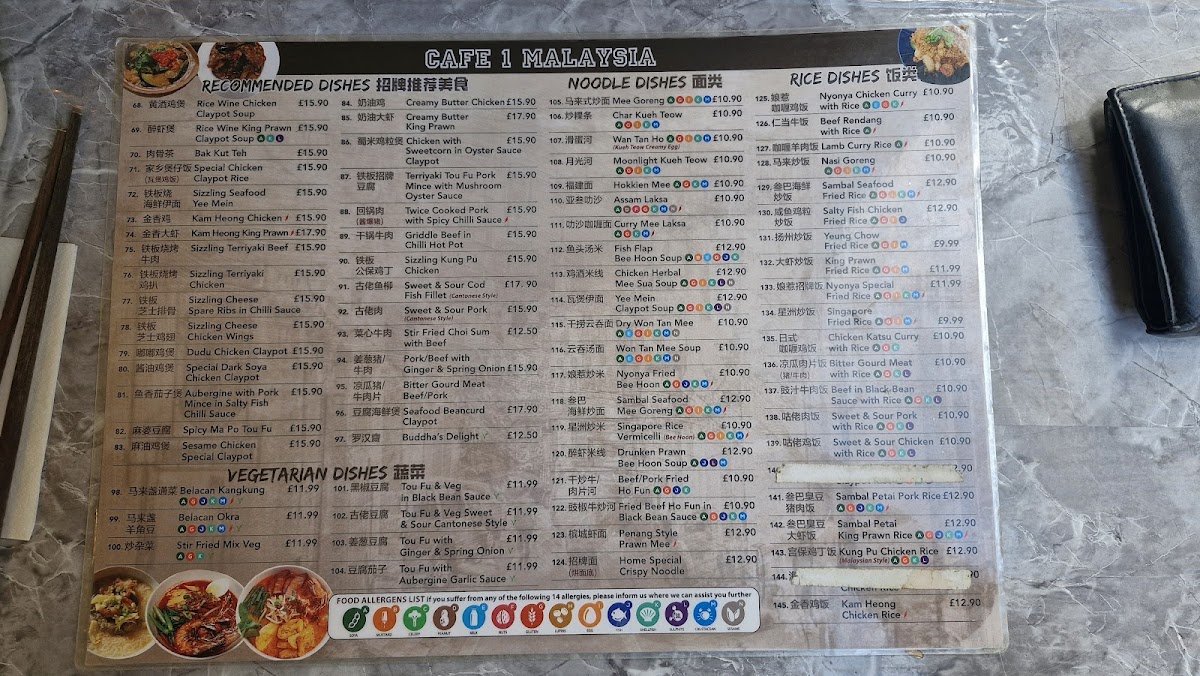 CAFE 1 MALAYSIA
RECOMMENDED DISHES 招牌推荐美食
68. 黄酒鸡煲 Rice Wine Chicken £15.90
Claypot Soup
69. 醉虾煲 Rice Wine King Prawn £15.90
Claypot Soup A K L
70. 肉骨茶 Bak Kut Teh £15.90
71. 家乡煲仔饭 Special Chicken £15.90
(瓦煲鸡饭) Claypot Rice
72. 铁板烧 Sizzling Seafood £15.90
海鲜伊面 Yee Mein
73. 金香鸡 Kam Heong Chicken £15.90
74. 金香大虾 Kam Heong King Prawn £17.90
75. 铁板烧烤 Sizzling Teriyaki Beef £15.90
牛肉
76. 铁板烧烤 Sizzling Teriyaki £15.90
鸡扒 Chicken
77. 铁板 Sizzling Cheese £15.90
芝士排骨 Spare Ribs in Chilli Sauce
78. 铁板 Sizzling Cheese £15.90
芝士鸡翅 Chicken Wings
79. 嘟嘟鸡煲 Dudu Chicken Claypot £15.90
80. 酱油鸡煲 Special Dark Soya £15.90
Chicken Claypot
81. 鱼香茄子煲 Aubergine with Pork £15.90
Mince in Salty Fish
Chilli Sauce
82. 麻婆豆腐 Spicy Ma Po Tou Fu £15.90
83. 麻油鸡煲 Sesame Chicken £15.90
Special Claypot
84. 奶油鸡 Creamy Butter Chicken £15.90
85. 奶油大虾 Creamy Butter £17.90
King Prawn
86. 蜀米鸡粒煲 Chicken with £15.90
Sweetcorn in Oyster Sauce
Claypot
87. 铁板招牌 Terriyaki Tou Fu Pork £15.90
豆腐 Mince with Mushroom
Oyster Sauce
88. 回锅肉 Twice Cooked Pork £15.90
with Spicy Chilli Sauce
89. 干锅牛肉 Griddle Beef in £15.90
Chilli Hot Pot
90. 铁板 Sizzling Kung Pu £15.90
公保鸡丁 Chicken
91. 古佬鱼柳 Sweet & Sour Cod £17.90
Fish Fillet (Cantonese Style)
92. 古佬肉 Sweet & Sour Pork £15.90
(Cantonese Style)
93. 菜心牛肉 Stir Fried Choi Sum £12.50
with Beef
94. 姜葱猪/ Pork/Beef with
牛肉 Ginger & Spring Onion £15.90
95. 凉瓜猪/ Bitter Gourd Meat £15.90
牛肉片 Beef/Pork
96. 豆腐海鲜煲 Seafood Beancurd £17.90
Claypot
97. 罗汉齋 Buddha's Delight £12.50
VEGETARIAN DISHES 蔬菜
98. 马来盏通菜 Belacan Kangkung £11.99
A G J K M
99. 马来盏 Belacan Okra £11.99
羊角豆 A G J K M
100. 炒杂菜 Stir Fried Mix Veg £11.99
A G K
101. 黑椒豆腐 Tou Fu & Veg £11.99
in Black Bean Sauce
102. 古佬豆腐 Tou Fu & Veg Sweet £11.99
& Sour Cantonese Style
103. 姜葱豆腐 Tou Fu with £11.99
Ginger & Spring Onion
104. 豆腐茄子 Tou Fu with £11.99
Aubergine Garlic Sauce
NOODLE DISHES 面类
105. 马来式炒面 Mee Goreng A G I K M £10.90
106. 炒粿条 Char Kueh Teow £10.90
A G I K M
107. 滑蛋河 Wan Tan Ho A G I K M £10.90
(Kueh Teow Creamy Egg)
108. 月光河 Moonlight Kueh Teow £10.90
A G I K M
109. 福建面 Hokkien Mee A G K M £10.90
110. 亚叁叻沙 Assam Laksa £10.90
111. 叻沙咖喱面 Curry Mee Laksa £10.90
A G K M
112. 鱼头汤米 Fish Flap £12.90
Bee Hoon Soup
113. 鸡酒米线 Chicken Herbal £12.90
Mee Sua Soup A G I K L N
114. 瓦煲伊面 Yee Mein £12.90
Claypot Soup A G I K L N
115. 干捞云吞面 Dry Won Tan Mee £10.90
A E G I K M N
116. 云吞汤面 Won Tan Mee Soup £10.90
A E G I K M N
117. 娘惹炒米 Nyonya Fried £10.90
Bee Hoon A G J K M
118. 叁巴 Sambal Seafood £12.90
海鲜炒面 Mee Goreng A G I K M
119. 星洲炒米 Singapore Rice £10.90
Vermicelli (Bee Hoon) A G I K M
120. 醉虾米线 Drunken Prawn £12.90
Bee Hoon Soup A J L M
121. 干炒牛/ Beef/Pork Fried £10.90
肉片河 Ho Fun A G J K
122. 豉椒牛炒河 Fried Beef Ho Fun in £10.90
Black Bean Sauce A G J K M
123. 槟城虾面 Penang Style £12.90
Prawn Mee
124. 招牌面 Home Special £12.90
(拼面底) Crispy Noodle
RICE DISHES 饭类
125. 娘惹 Nyonya Chicken Curry £10.90
咖喱鸡饭 with Rice A E G K
126. 仁当牛饭 Beef Rendang £10.90
with Rice A
127. 咖喱羊肉饭 Lamb Curry Rice A £10.90
128. 马来炒饭 Nasi Goreng £10.90
A G I K M
129. 叁巴海鲜 Sambal Seafood £12.90
炒饭 Fried Rice A G I K M
130. 咸鱼鸡粒 Salty Fish Chicken £12.90
炒饭 Fried Rice A G I J
131. 扬州炒饭 Yeung Chow
Fried Rice A G I M £9.99
132. 大虾炒饭 King Prawn
Fried Rice A G I M £11.99
133. 娘惹招牌饭 Nyonya Special £11.99
Fried Rice A G I K M
134. 星洲炒饭 Singapore
Fried Rice A G I M £9.99
135. 日式 Chicken Katsu Curry £10.90
咖喱鸡饭 with Rice A G K
136. 凉瓜肉片饭 Bitter Gourd Meat £10.90
(猪/牛肉) with Rice A G K L
137. 豉汁牛肉饭 Beef in Black Bean £10.90
Sauce with Rice A G K L
138. 咕佬肉饭 Sweet & Sour Pork £10.90
with Rice A G K L
139. 咕佬鸡饭 Sweet & Sour Chicken £10.90
with Rice A G K L
2.90
141. 叁巴臭豆 Sambal Petai Pork Rice £12.90
猪肉饭 A G J K M
142. 叁巴臭豆 Sambal Petai £12.90
大虾饭 King Prawn Rice A G J K M
143. 宫保鸡丁饭 Kung Pu Chicken Rice £12.90
(Malaysian Style) A G K L
144.
Chicken Rice
145. 金香鸡饭 Kam Heong £12.90
Chicken Rice
FOOD ALLERGENS LIST If you suffer from any of the following 14 allergies, please inform us where we can assist you further
A B C D E F G H I J K L M N
SOYA MUSTARD CELERY PEANUT MILK NUTS GLUTEN LUPINS EGG FISH SHELLFISH SULPHITE CRUSTACEAN SESAME